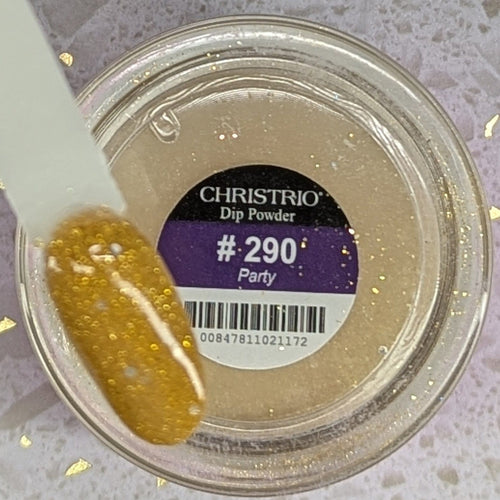 CHRISTRIO®
Dip Powder
# 290
Party
00847811021172